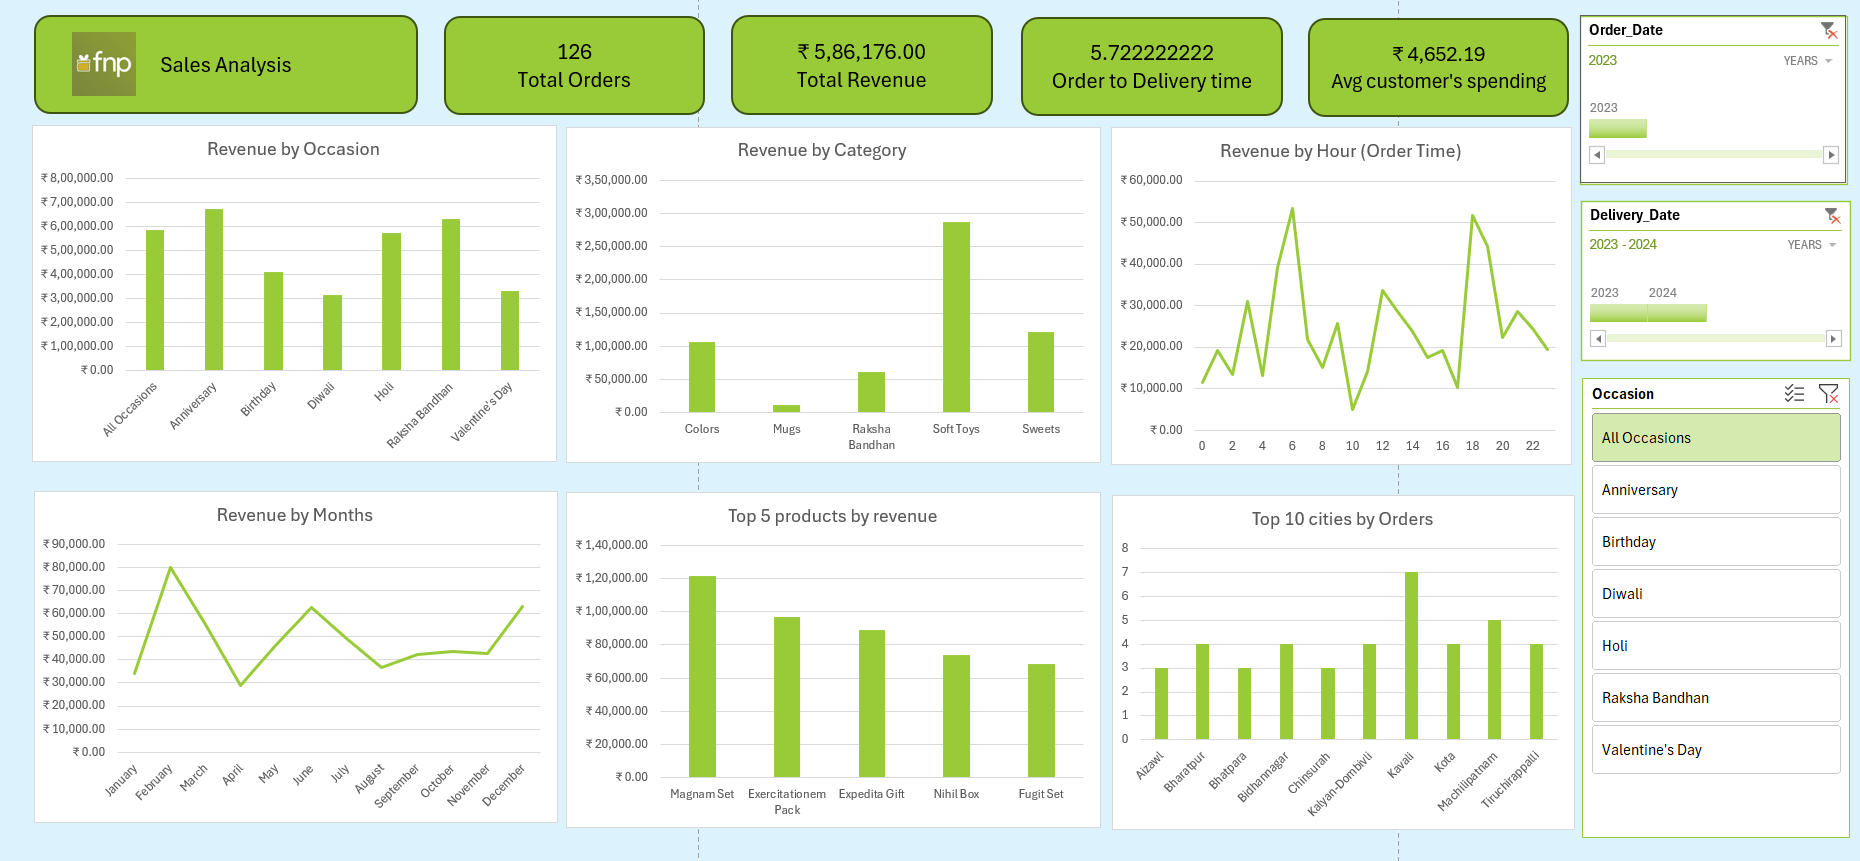 fnp
Sales Analysis
126
Total Orders
₹ 5,86,176.00
Total Revenue
5.722222222
Order to Delivery time
₹ 4,652.19
Avg customer's spending
Order_Date
2023
YEARS
2023
Delivery_Date
2023 - 2024
YEARS
2023 2024
Occasion
All Occasions
Anniversary
Birthday
Diwali
Holi
Raksha Bandhan
Valentine's Day
Revenue by Occasion
₹ 8,00,000.00
₹ 7,00,000.00
₹ 6,00,000.00
₹ 5,00,000.00
₹ 4,00,000.00
₹ 3,00,000.00
₹ 2,00,000.00
₹ 1,00,000.00
₹ 0.00
All Occasions
Anniversary
Birthday
Diwali
Holi
Raksha Bandhan
Valentine's Day
Revenue by Category
₹ 3,50,000.00
₹ 3,00,000.00
₹ 2,50,000.00
₹ 2,00,000.00
₹ 1,50,000.00
₹ 1,00,000.00
₹ 50,000.00
₹ 0.00
Colors
Mugs
Raksha
Bandhan
Soft Toys
Sweets
Revenue by Hour (Order Time)
₹ 60,000.00
₹ 50,000.00
₹ 40,000.00
₹ 30,000.00
₹ 20,000.00
₹ 10,000.00
₹ 0.00
0 2 4 6 8 10 12 14 16 18 20 22
Revenue by Months
₹ 90,000.00
₹ 80,000.00
₹ 70,000.00
₹ 60,000.00
₹ 50,000.00
₹ 40,000.00
₹ 30,000.00
₹ 20,000.00
₹ 10,000.00
₹ 0.00
January
February
March
April
May
June
July
August
September
October
November
December
Top 5 products by revenue
₹ 1,40,000.00
₹ 1,20,000.00
₹ 1,00,000.00
₹ 80,000.00
₹ 60,000.00
₹ 40,000.00
₹ 20,000.00
₹ 0.00
Magnam Set
Exercitationem
Pack
Expedita Gift
Nihil Box
Fugit Set
Top 10 cities by Orders
8
7
6
5
4
3
2
1
0
Aizawl
Bharatpur
Bhatpara
Bidhannagar
Chinsurah
Kalyan-Dombivli
Kavali
Kota
Machilipatnam
Tiruchirappalli